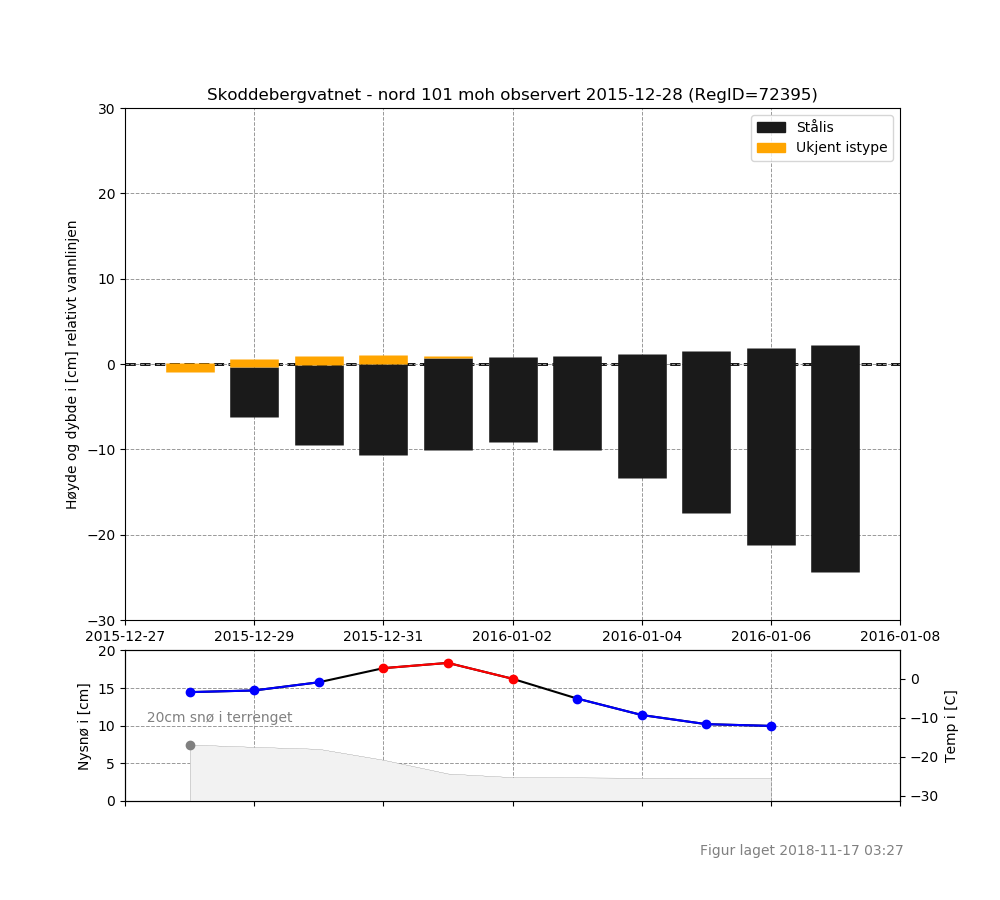 Skoddebergvatnet - nord 101 moh observert 2015-12-28 (RegID=72395)
Stålis
Ukjent istype
Høyde og dybde i [cm] relativt vannlinjen
30
20
10
0
−10
−20
−30
2015-12-27 2015-12-29 2015-12-31 2016-01-02 2016-01-04 2016-01-06 2016-01-08
Nysnø i [cm]
20
15
10
5
0
20cm snø i terrenget
0
−10
−20
−30
Temp i [C]
Figur laget 2018-11-17 03:27